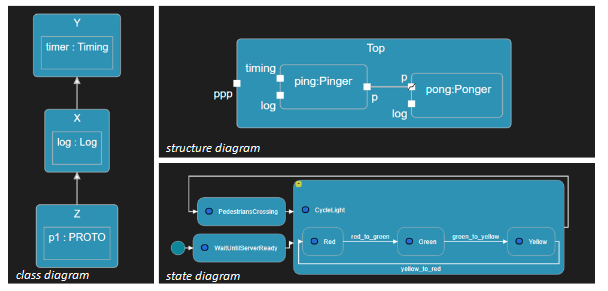 Y
timer : Timing
X
log : Log
Z
p1 : PROTO
class diagram
Top
timing
ping:Pinger
p
pong:Ponger
ppp
log
p
log
structure diagram
PedestriansCrossing
CycleLight
WaitUntilServerReady
Red
red_to_green
Green
green_to_yellow
Yellow
yellow_to_red
state diagram